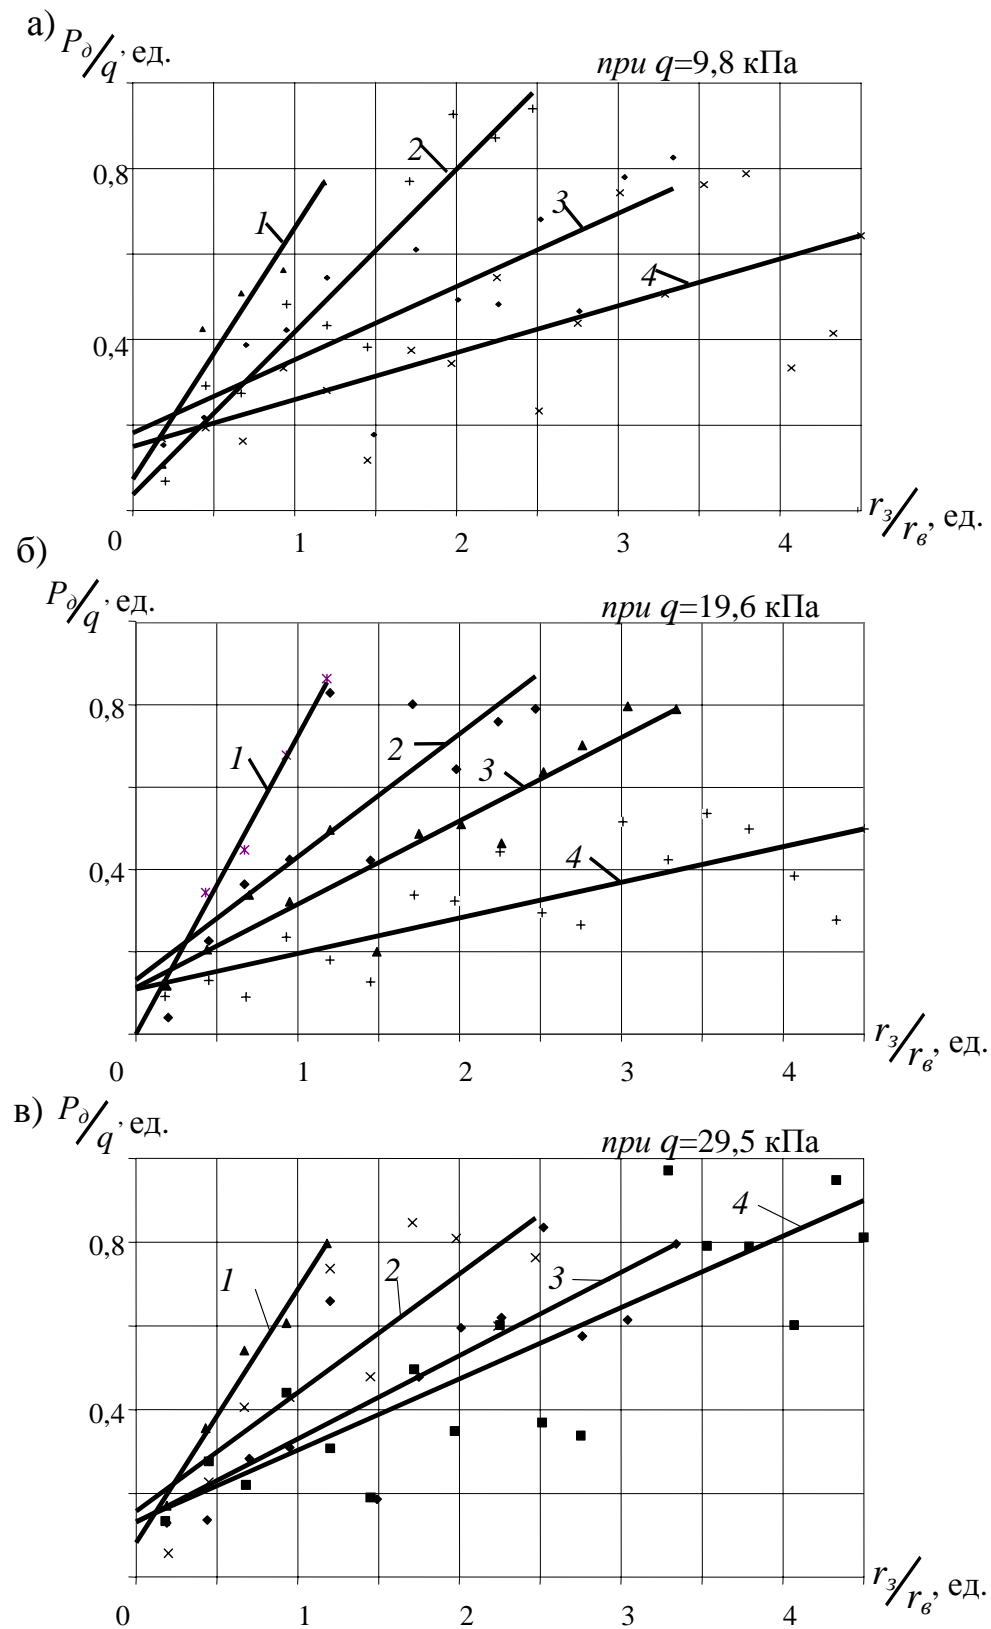 а) Pд/q, ед.
при q=9,8 кПа
0,8
0,4
1
2
3
4
0 1 2 3 4
rз/rв, ед.
б)
Pд/q, ед.
при q=19,6 кПа
0,8
0,4
1
2
3
4
0 1 2 3 4
rз/rв, ед.
в) Pд/q, ед.
при q=29,5 кПа
0,8
0,4
1
2
3
4
0 1 2 3 4
rз/rв, ед.